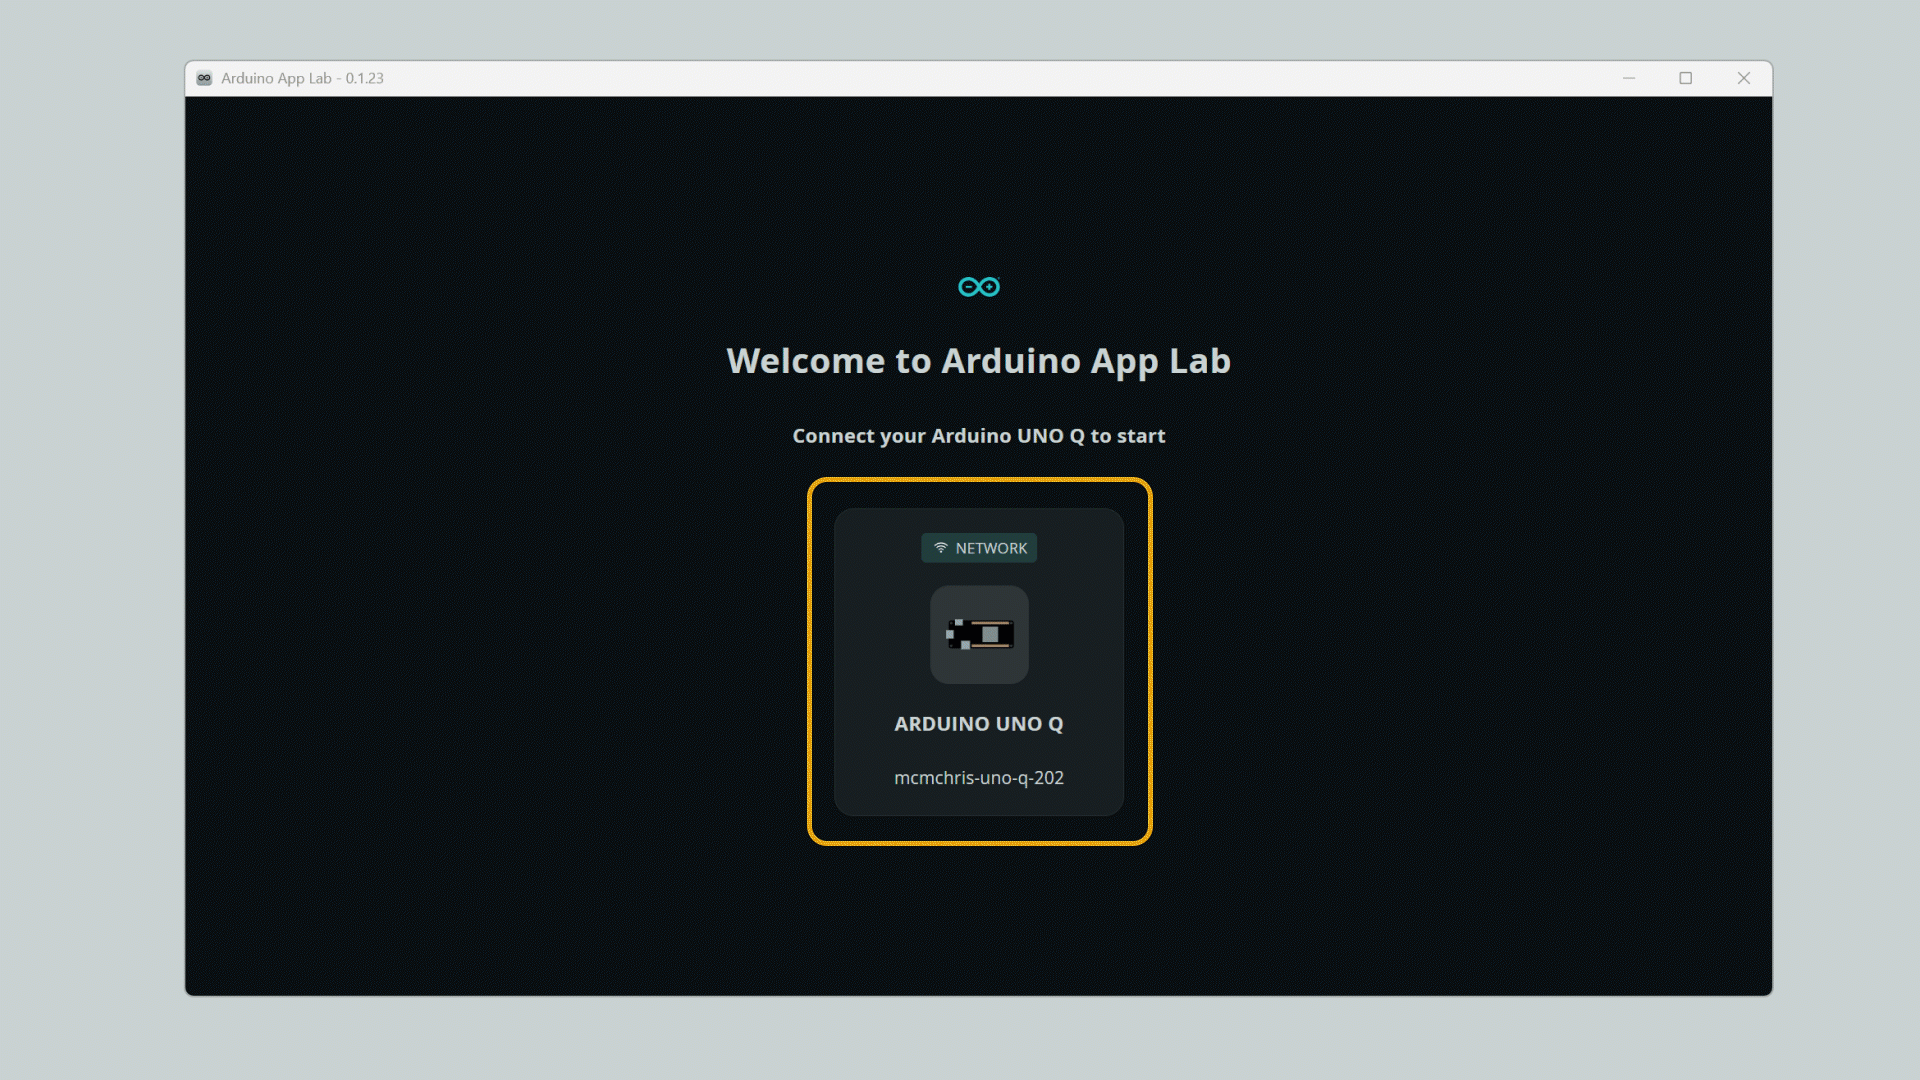 Arduino App Lab - 0.1.23
Welcome to Arduino App Lab
Connect your Arduino UNO Q to start
NETWORK
ARDUINO UNO Q
mcmchris-uno-q-202